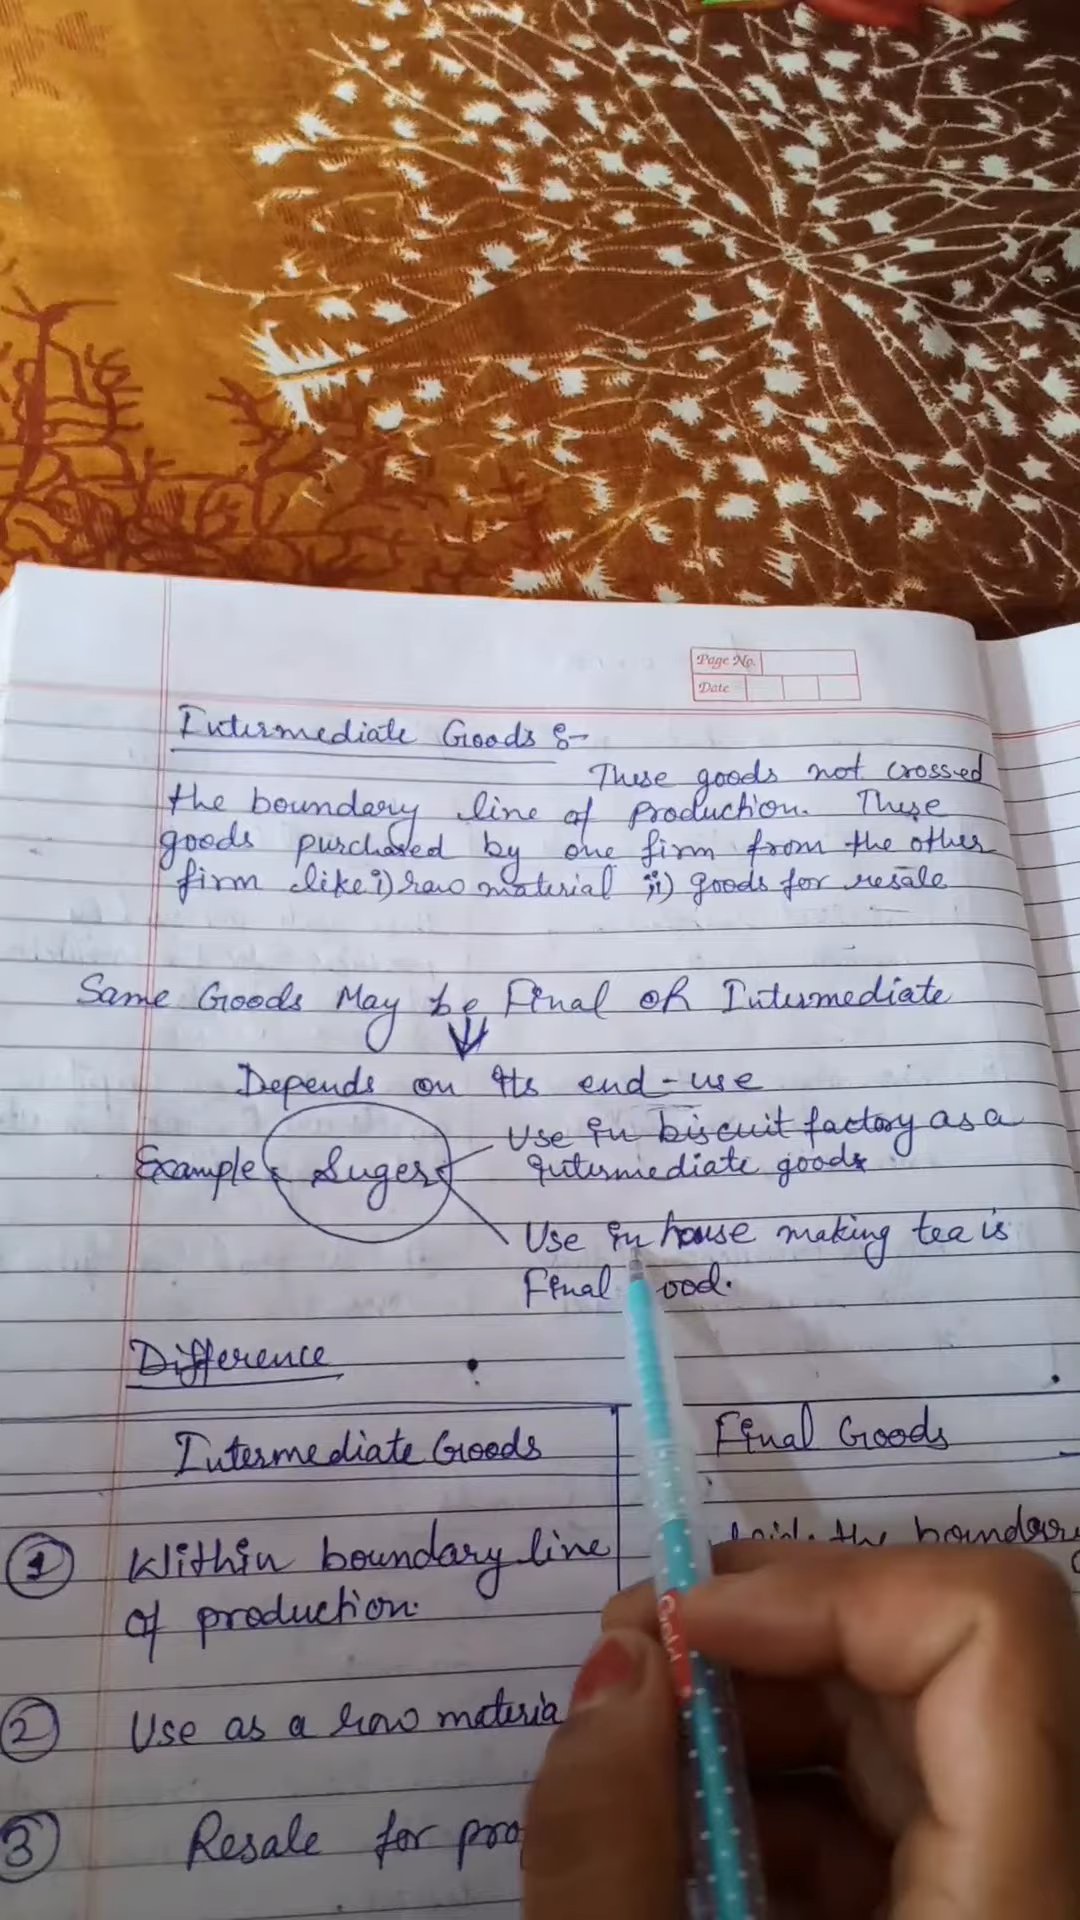 Page No.
Date
Intermediate Goods :-
These goods not crossed
the boundary line of production. These
goods purchased by one firm from the other
firm like i) raw material ii) goods for resale
Same Goods May be Final OR Intermediate
Depends on Its end-use
Example : Suger
Use in biscuit factory as a
intermediate goods
Use in house making tea is
Final ood.
Difference
Intermediate Goods
Final Goods
① Within boundary line
of production.
the boundary
② Use as a raw materia
③ Resale for pro
Gold